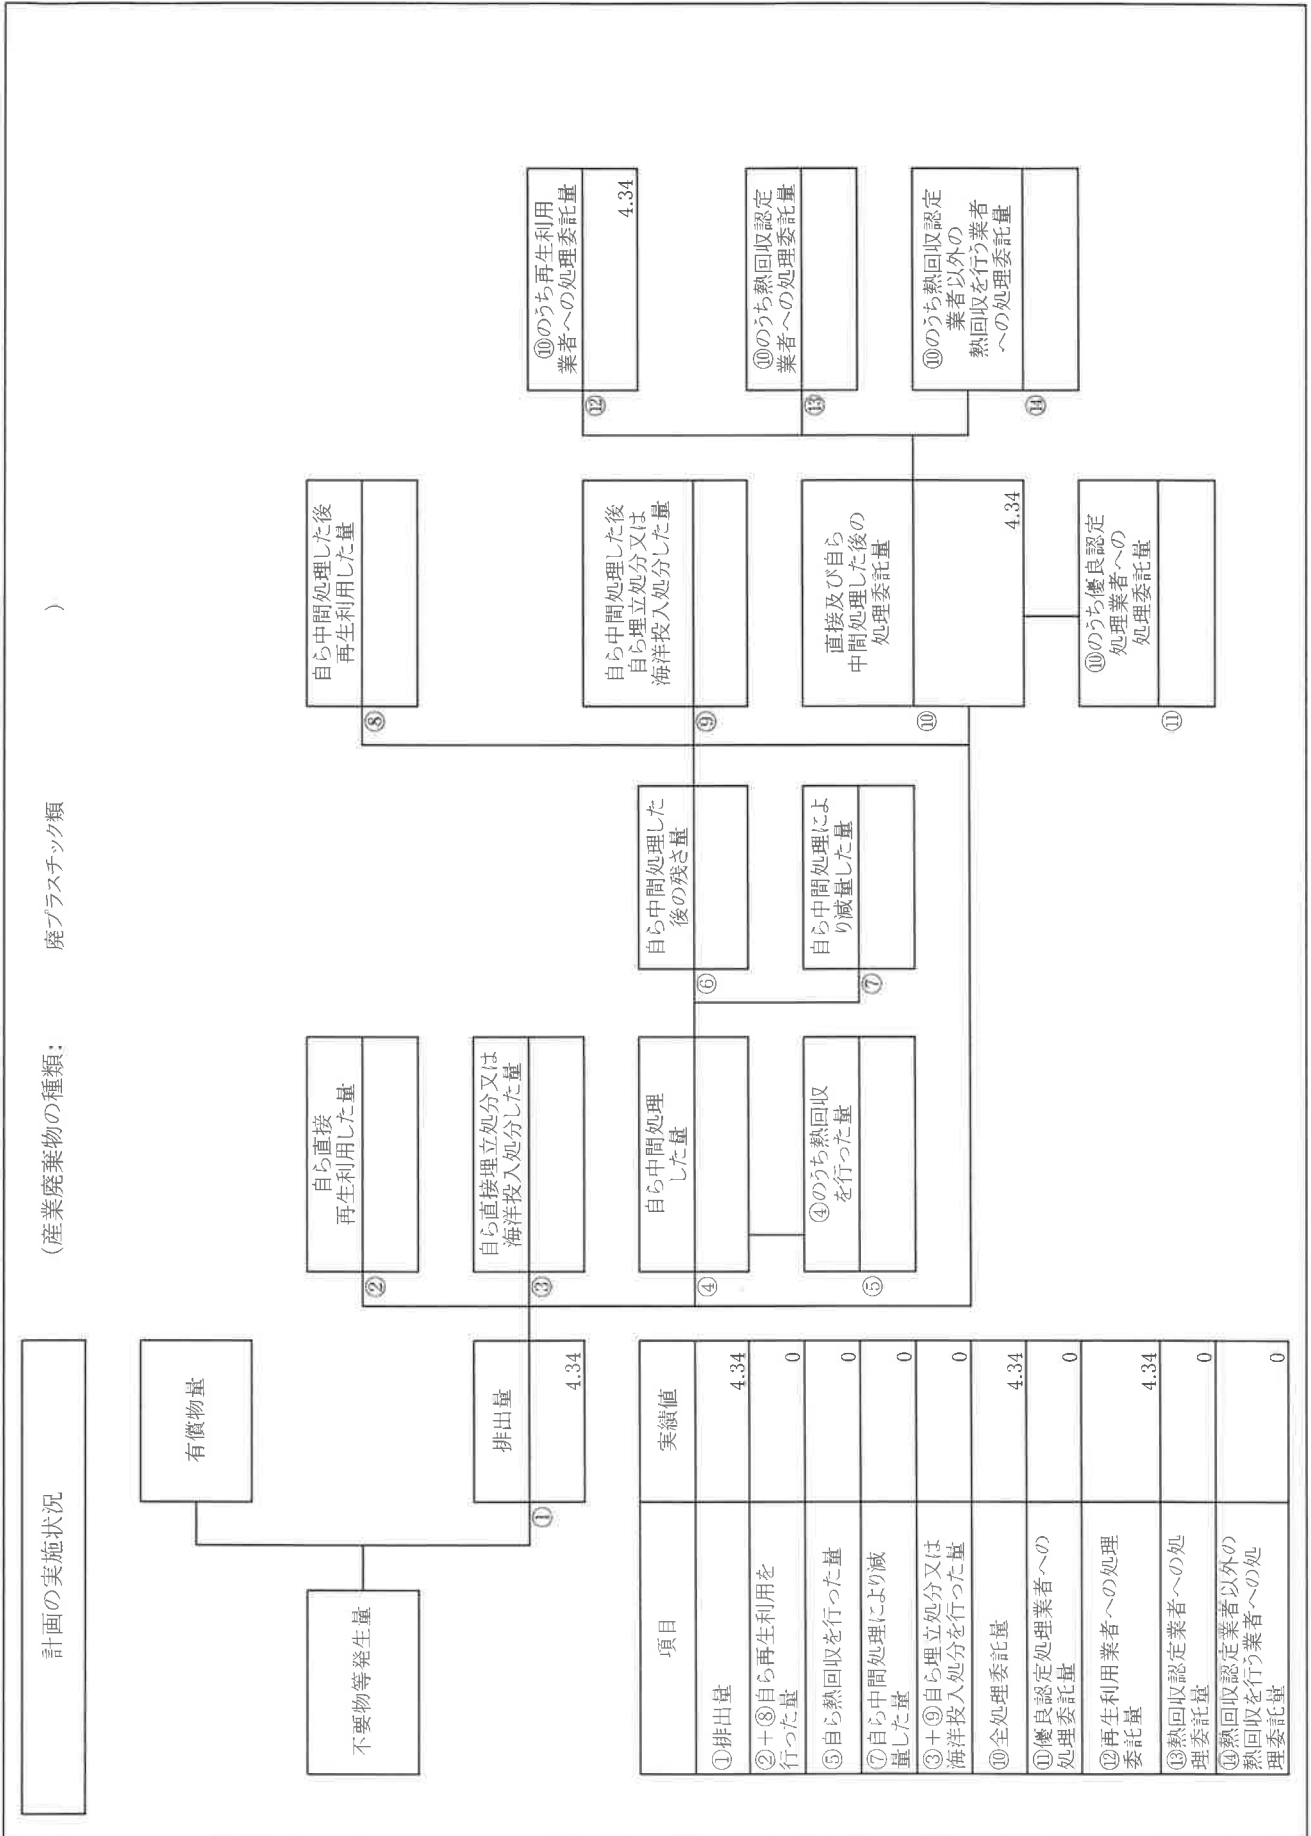 計画の実施状況
(産業廃棄物の種類: 廃プラスチック類 )
不要物等発生量
有償物量
①
排出量
4.34
②
自ら直接
再生利用した量
③
自ら直接埋立処分又は
海洋投入処分した量
④
自ら中間処理
した量
⑤
④のうち熱回収
を行った量
⑥
自ら中間処理した
後の残さ量
⑦
自ら中間処理によ
り減量した量
⑧
自ら中間処理した後
再生利用した量
⑨
自ら中間処理した後
自ら埋立処分又は
海洋投入処分した量
⑩
直接及び自ら
中間処理した後の
処理委託量
4.34
⑪
⑩のうち優良認定
処理業者への
処理委託量
⑫
⑩のうち再生利用
業者への処理委託量
4.34
⑬
⑩のうち熱回収認定
業者への処理委託量
⑭
⑩のうち熱回収認定
業者以外の
熱回収を行う業者
への処理委託量
項目 実績値
①排出量 4.34
②+⑧自ら再生利用を
行った量 0
⑤自ら熱回収を行った量 0
⑦自ら中間処理により減
量した量 0
③+⑨自ら埋立処分又は
海洋投入処分を行った量 0
⑩全処理委託量 4.34
⑪優良認定処理業者への
処理委託量 0
⑫再生利用業者への処理
委託量 4.34
⑬熱回収認定業者への処
理委託量 0
⑭熱回収認定業者以外の
熱回収を行う業者への処
理委託量 0